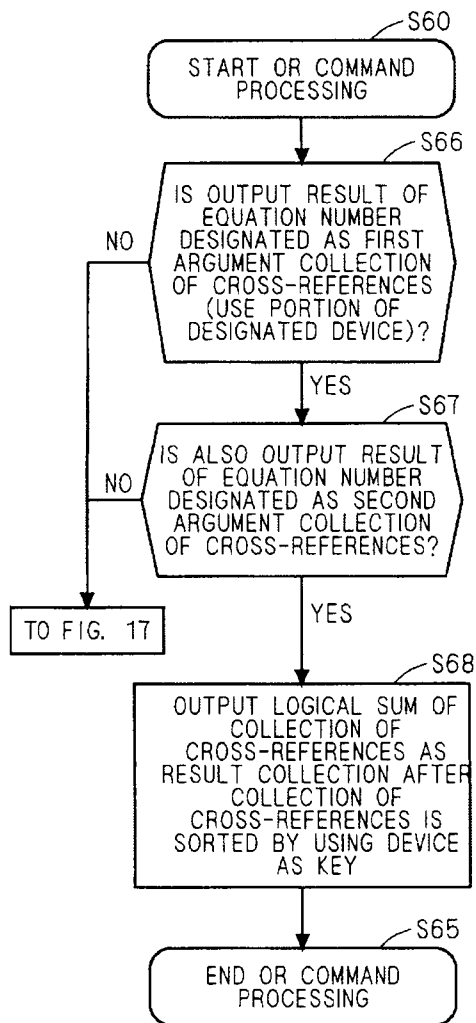 S60
START OR COMMAND
PROCESSING
S66
IS OUTPUT RESULT OF
EQUATION NUMBER
DESIGNATED AS FIRST
ARGUMENT COLLECTION
OF CROSS-REFERENCES
(USE PORTION OF
DESIGNATED DEVICE)?
NO
YES
S67
IS ALSO OUTPUT RESULT
OF EQUATION NUMBER
DESIGNATED AS SECOND
ARGUMENT COLLECTION
OF CROSS-REFERENCES?
NO
YES
TO FIG. 17
S68
OUTPUT LOGICAL SUM OF
COLLECTION OF
CROSS-REFERENCES AS
RESULT COLLECTION AFTER
COLLECTION OF
CROSS-REFERENCES IS
SORTED BY USING DEVICE
AS KEY
S65
END OR COMMAND
PROCESSING